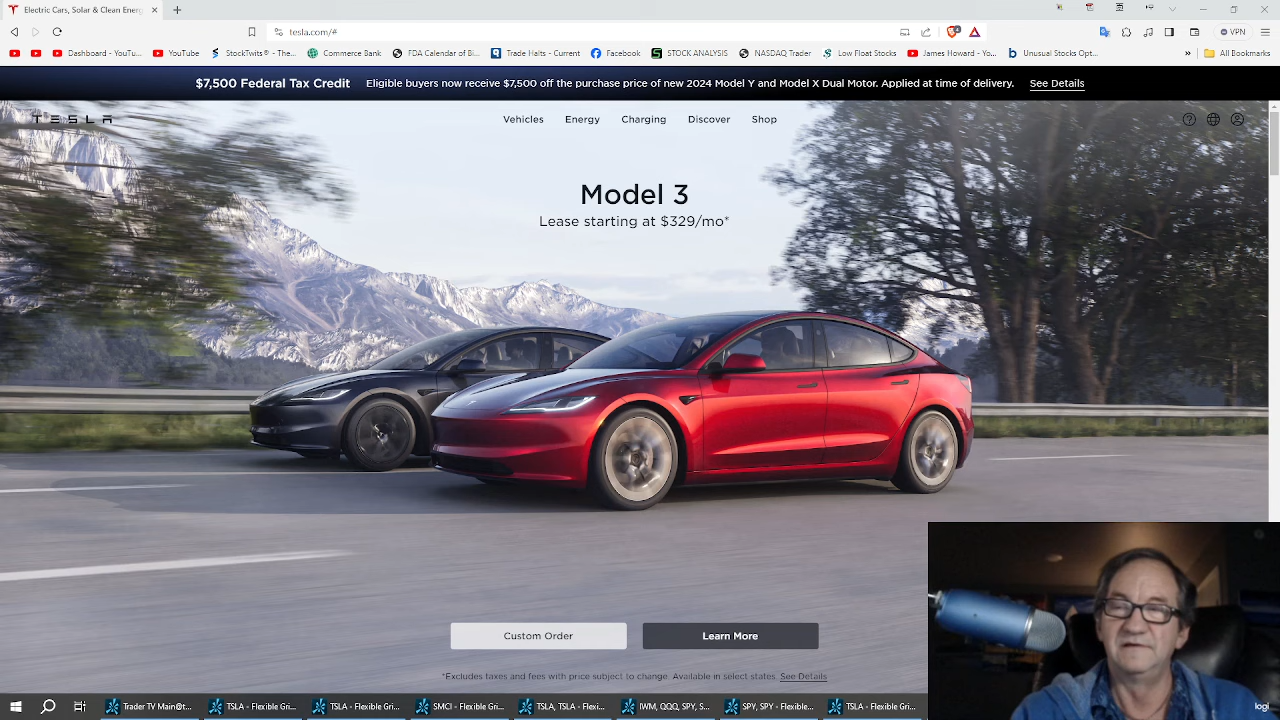 Electric Cars, Solar & Clean Energ
tesla.com/#
4
VPN
Dashboard - YouTu...
YouTube
StockTwits ® - The...
Commerce Bank
FDA Calendar of Bi...
Trade Halts - Current
Facebook
STOCK ANALYSIS
NASDAQ Trader
Low Float Stocks
James Howard - Yo...
Unusual Stocks Opt...
»
All Bookmarks
$7,500 Federal Tax Credit
Eligible buyers now receive $7,500 off the purchase price of new 2024 Model Y and Model X Dual Motor. Applied at time of delivery.
See Details
TESLA
Vehicles
Energy
Charging
Discover
Shop
Model 3
Lease starting at $329/mo*
Custom Order
Learn More
*Excludes taxes and fees with price subject to change. Available in select states. See Details
Trader TV Main@t...
TSLA, TSLA - Flexi...
TSLA - Flexible Gri...
SMCI - Flexible Gri...
IWM, QQQ, SPY, S...
SPY, SPY - Flexible...
TSLA - Flexible Gri...
logi